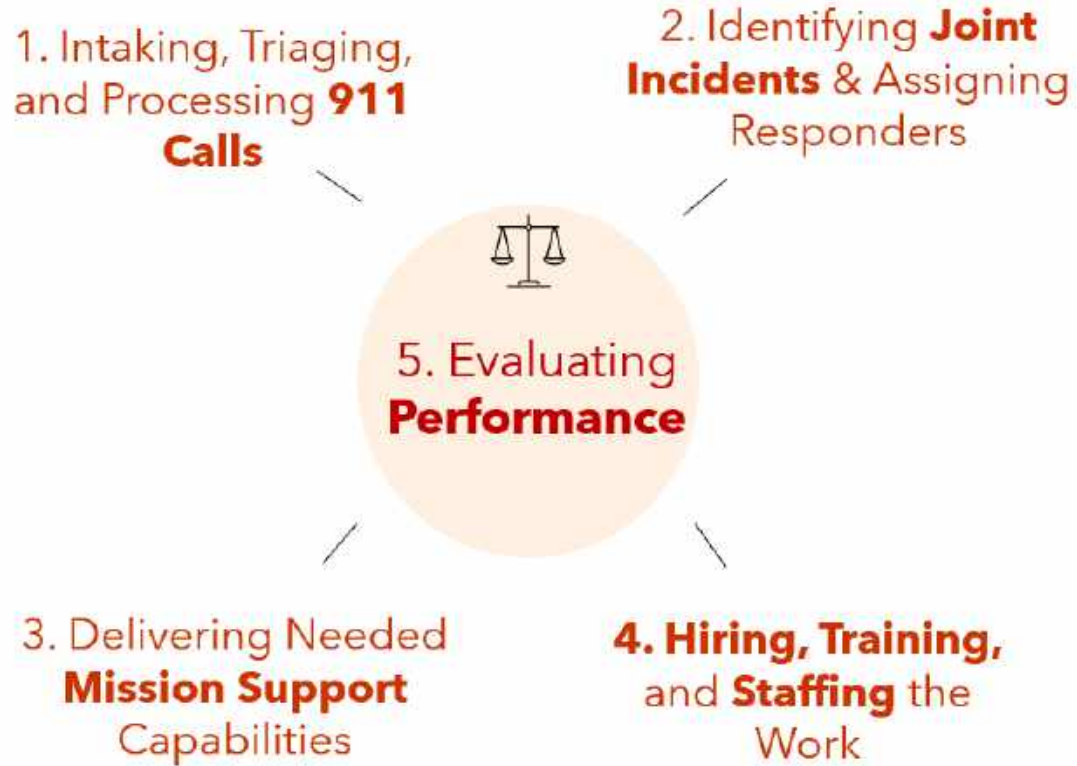 1. Intaking, Triaging,
and Processing 911
Calls
2. Identifying Joint
Incidents & Assigning
Responders
5. Evaluating
Performance
3. Delivering Needed
Mission Support
Capabilities
4. Hiring, Training,
and Staffing the
Work